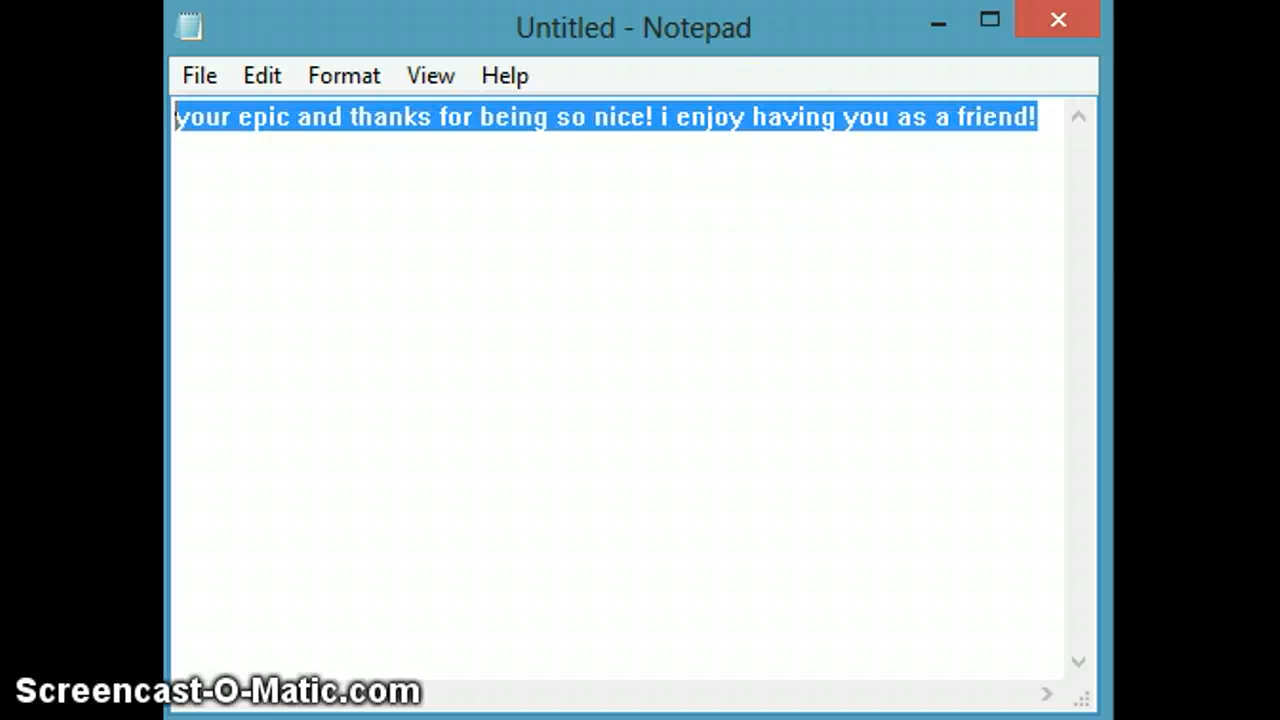 Untitled - Notepad
File Edit Format View Help
your epic and thanks for being so nice! i enjoy having you as a friend!
Screencast-O-Matic.com